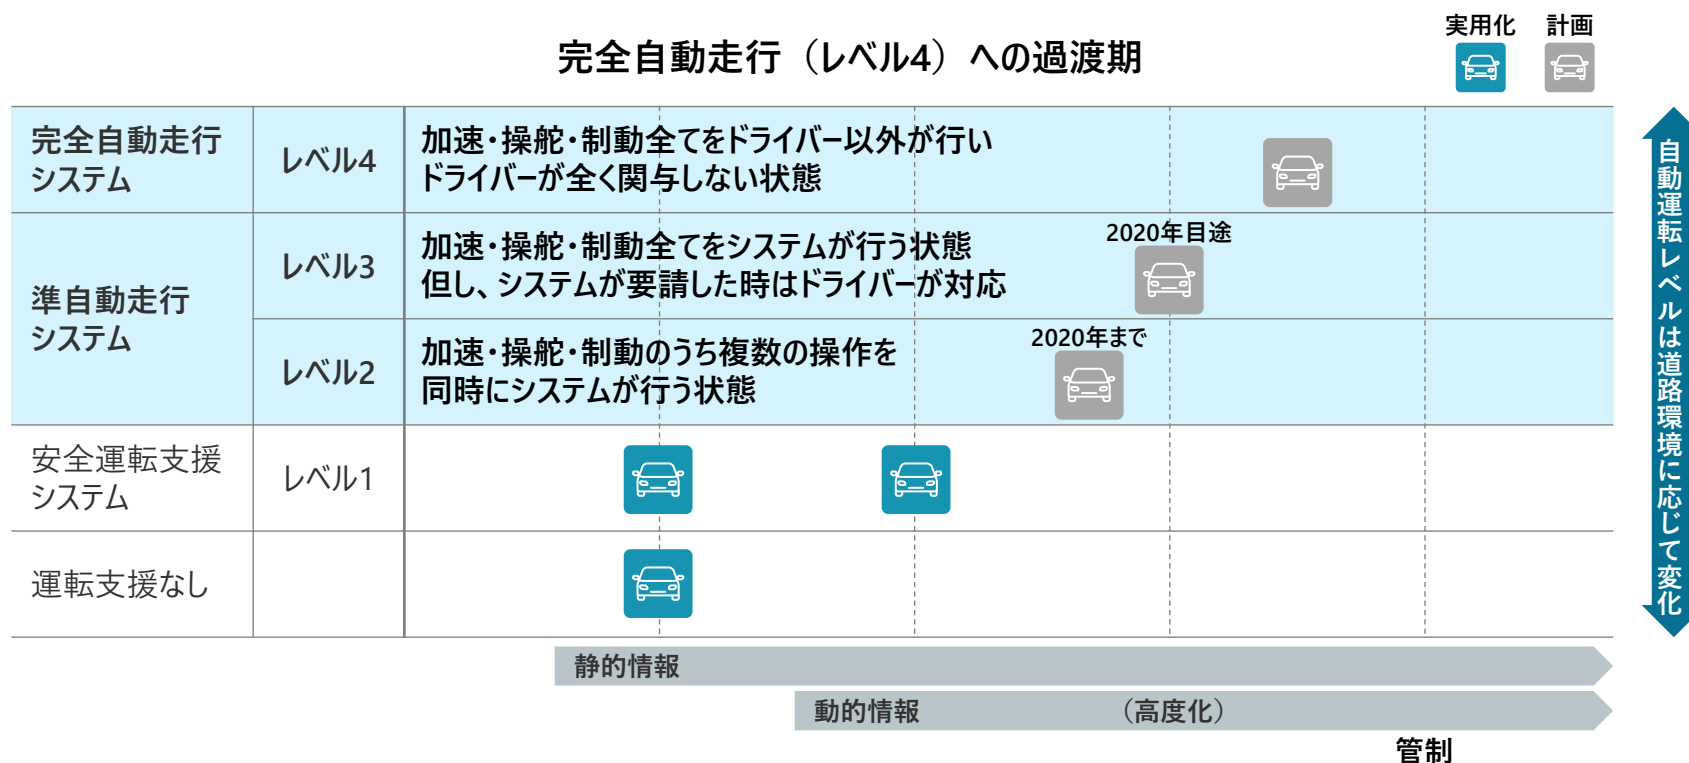 実用化
計画
完全自動走行（レベル4）への過渡期
完全自動走行
システム
レベル4
加速・操舵・制動全てをドライバー以外が行い
ドライバーが全く関与しない状態
準自動走行
システム
レベル3
加速・操舵・制動全てをシステムが行う状態
但し、システムが要請した時はドライバーが対応
2020年目途
レベル2
加速・操舵・制動のうち複数の操作を
同時にシステムが行う状態
2020年まで
安全運転支援
システム
レベル1
運転支援なし
自動運転レベルは道路環境に応じて変化
静的情報
動的情報
（高度化）
管制